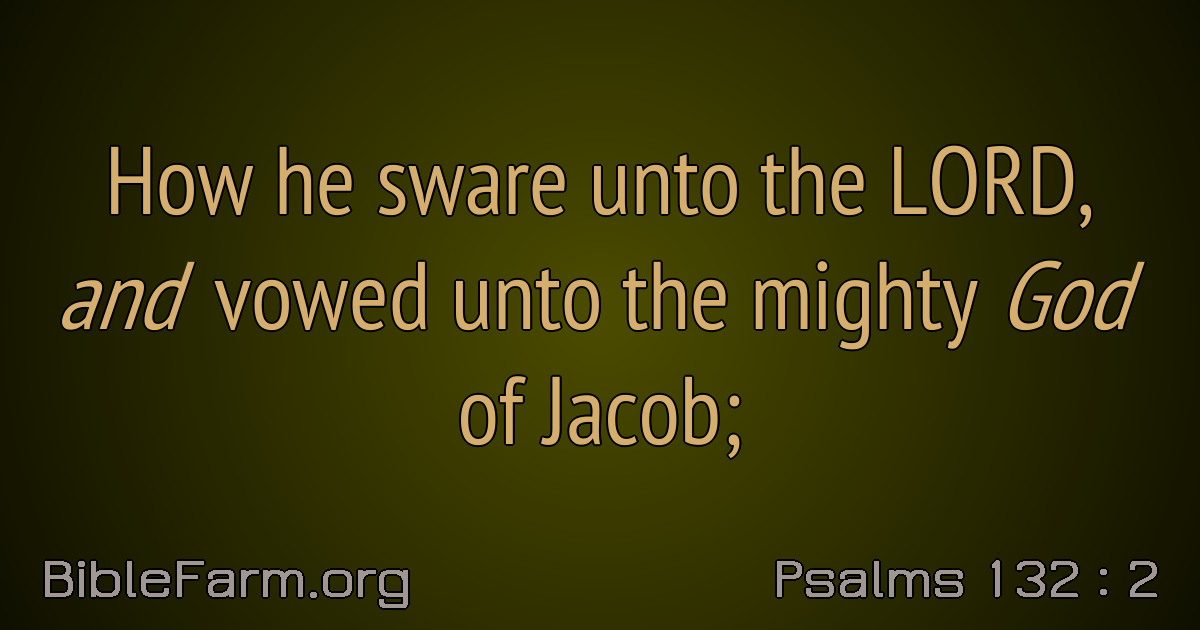 How he sware unto the LORD,
and vowed unto the mighty God
of Jacob;
BibleFarm.org
Psalms 132 : 2